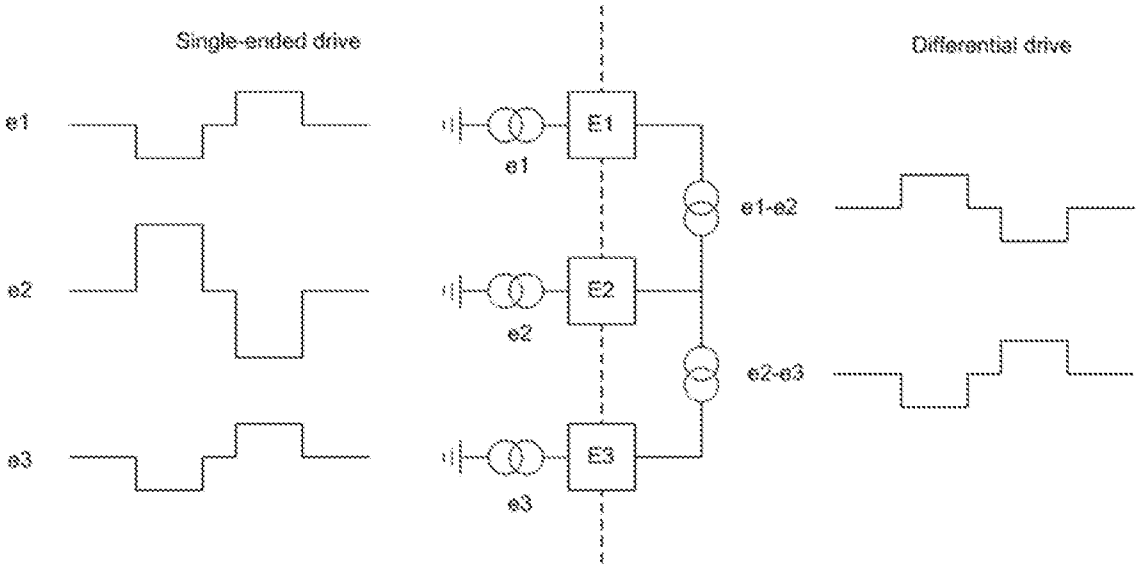 Single-ended drive
Differential drive
e1
E1
e1
e1-e2
e2
E2
e2
e2-e3
e3
E3
e3